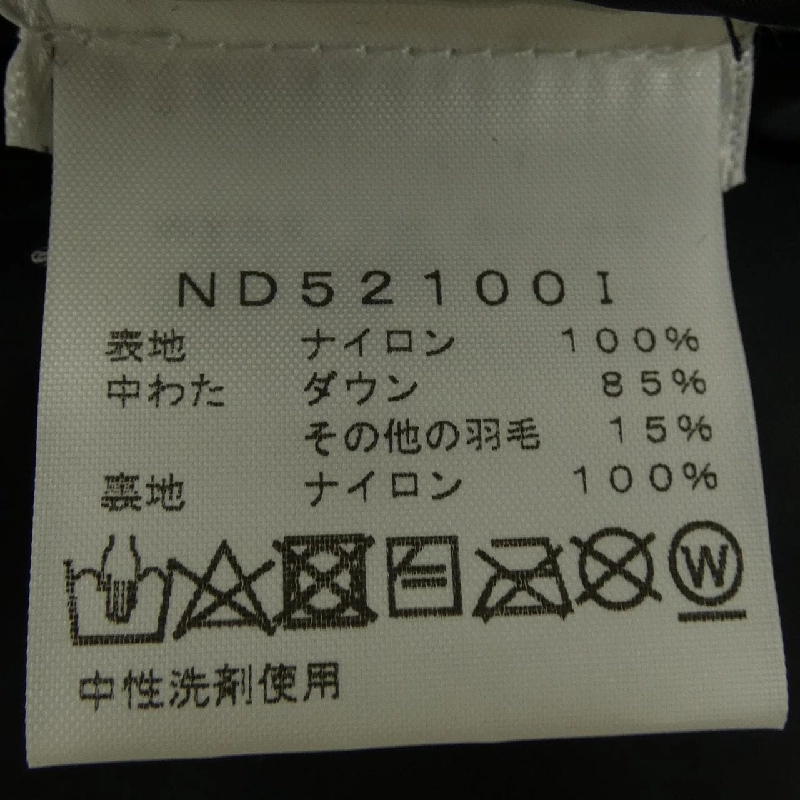 ND52100I
表地 ナイロン 100%
中わた ダウン 85%
その他の羽毛 15%
裏地 ナイロン 100%
W
中性洗剤使用